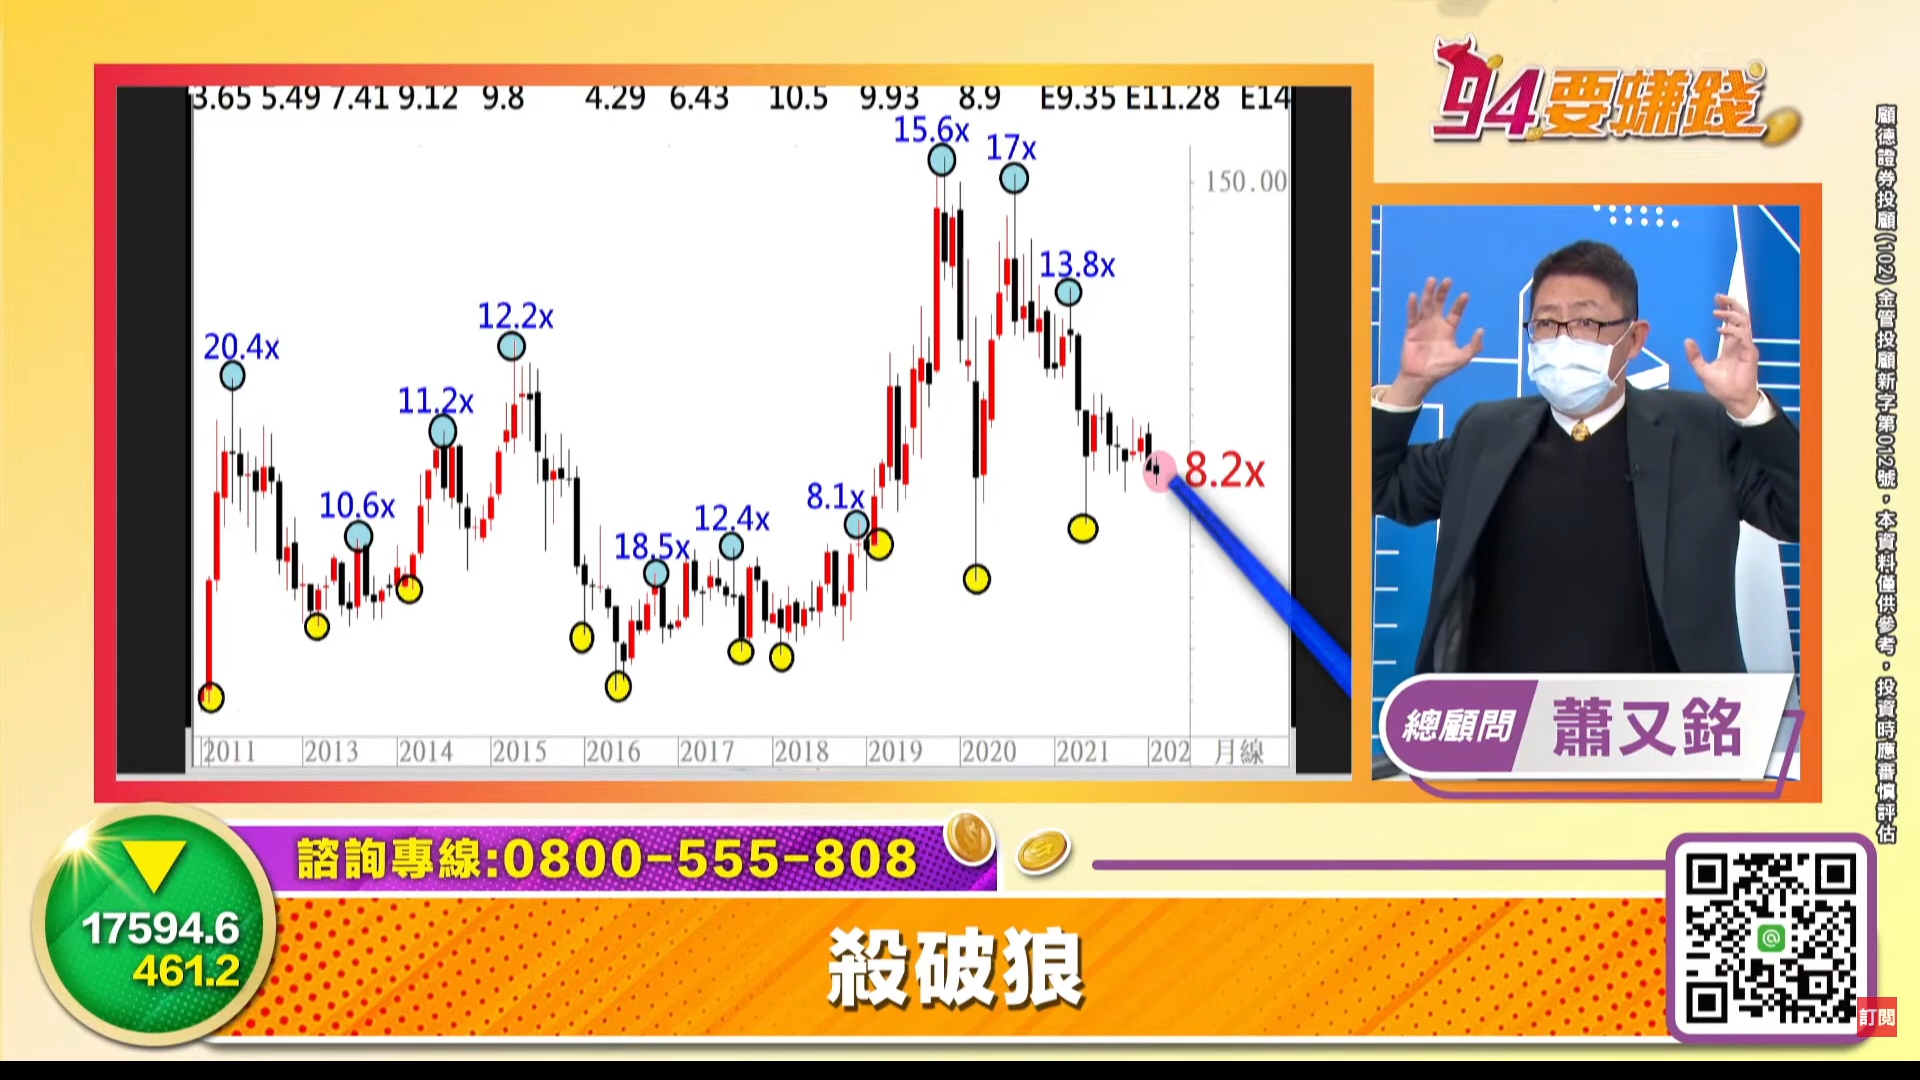 3.65 5.49 7.41 9.12 9.8 4.29 6.43 10.5 9.93 8.9 E9.35 E11.28 E14
94要賺錢
15.6x
17x
150.00
13.8x
12.2x
20.4x
11.2x
8.2x
10.6x
8.1x
12.4x
18.5x
2011 2013 2014 2015 2016 2017 2018 2019 2020 2021 202 月線
總顧問 蕭又銘
顧德證券投顧(102)金管投顧新字第012號，本資料僅供參考，投資時應審慎評估
諮詢專線:0800-555-808
17594.6
461.2
殺破狼
訂閱